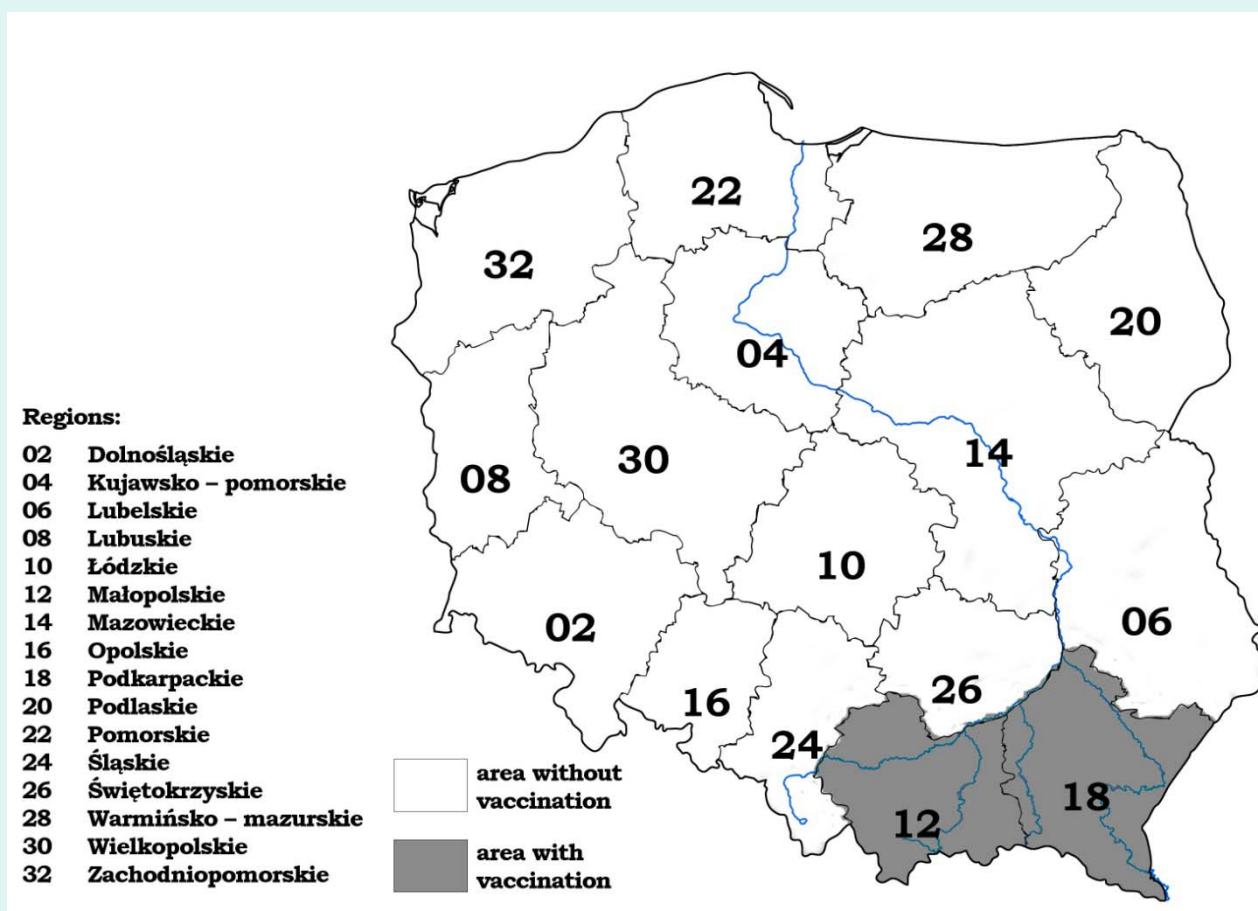 22
28
32
20
04
14
30
08
10
06
02
16
26
24
18
12
Regions:
02 Dolnośląskie
04 Kujawsko – pomorskie
06 Lubelskie
08 Lubuskie
10 Łódzkie
12 Małopolskie
14 Mazowieckie
16 Opolskie
18 Podkarpackie
20 Podlaskie
22 Pomorskie
24 Śląskie
26 Świętokrzyskie
28 Warmińsko – mazurskie
30 Wielkopolskie
32 Zachodniopomorskie
area without
vaccination
area with
vaccination